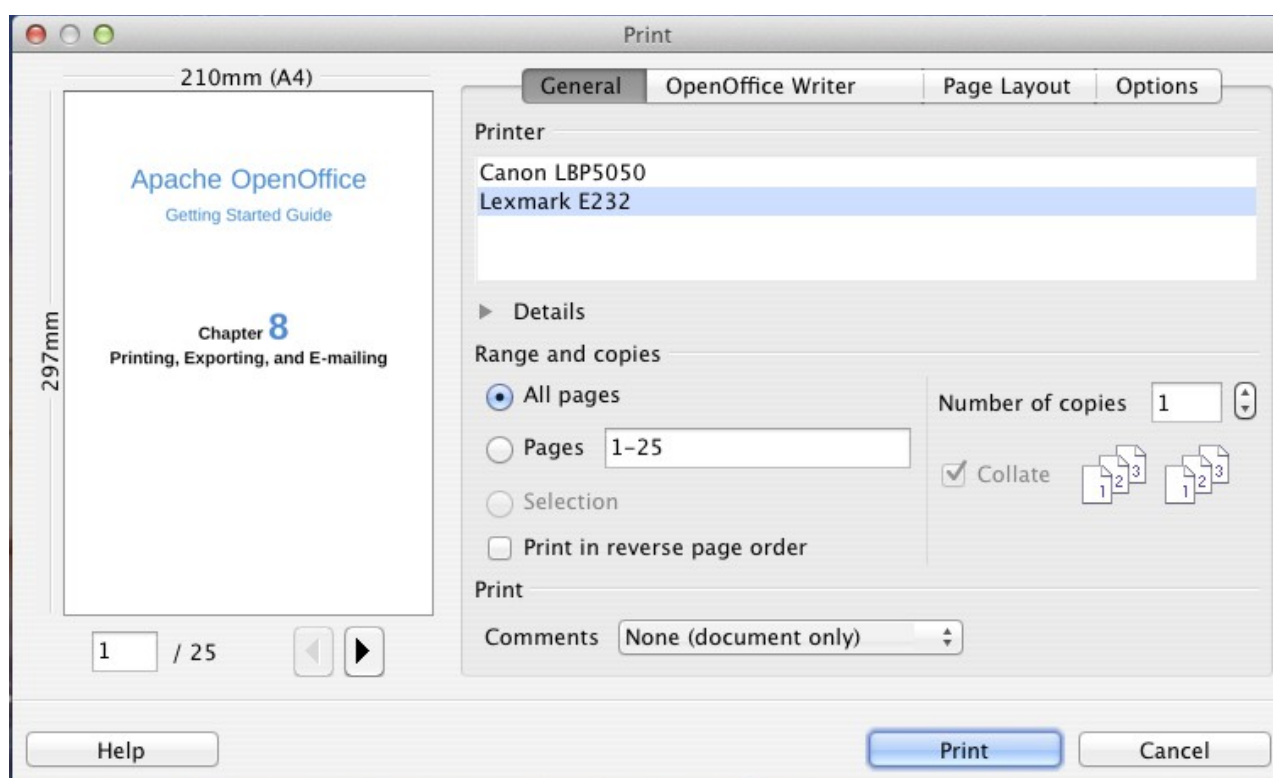 Print
210mm (A4)
297mm
Apache OpenOffice
Getting Started Guide
Chapter 8
Printing, Exporting, and E-mailing
1 / 25
General OpenOffice Writer Page Layout Options
Printer
Canon LBP5050
Lexmark E232
Details
Range and copies
All pages
Pages 1-25
Selection
Print in reverse page order
Number of copies 1
Collate 1 2 3 1 2 3
Print
Comments None (document only)
Help Print Cancel